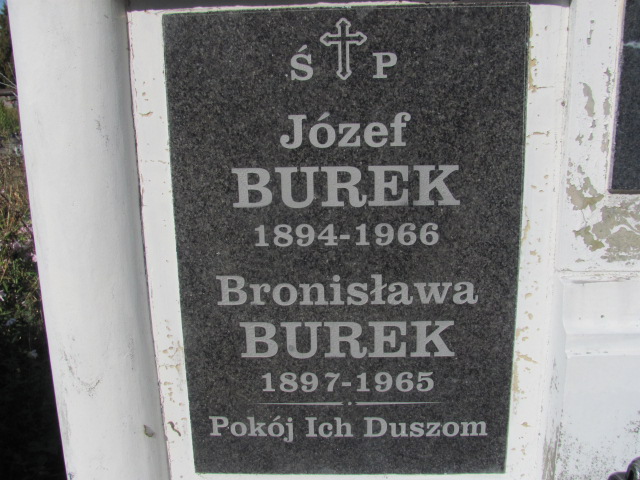 Ś P
Józef
BUREK
1894-1966
Bronisława
BUREK
1897-1965
Pokój Ich Duszom